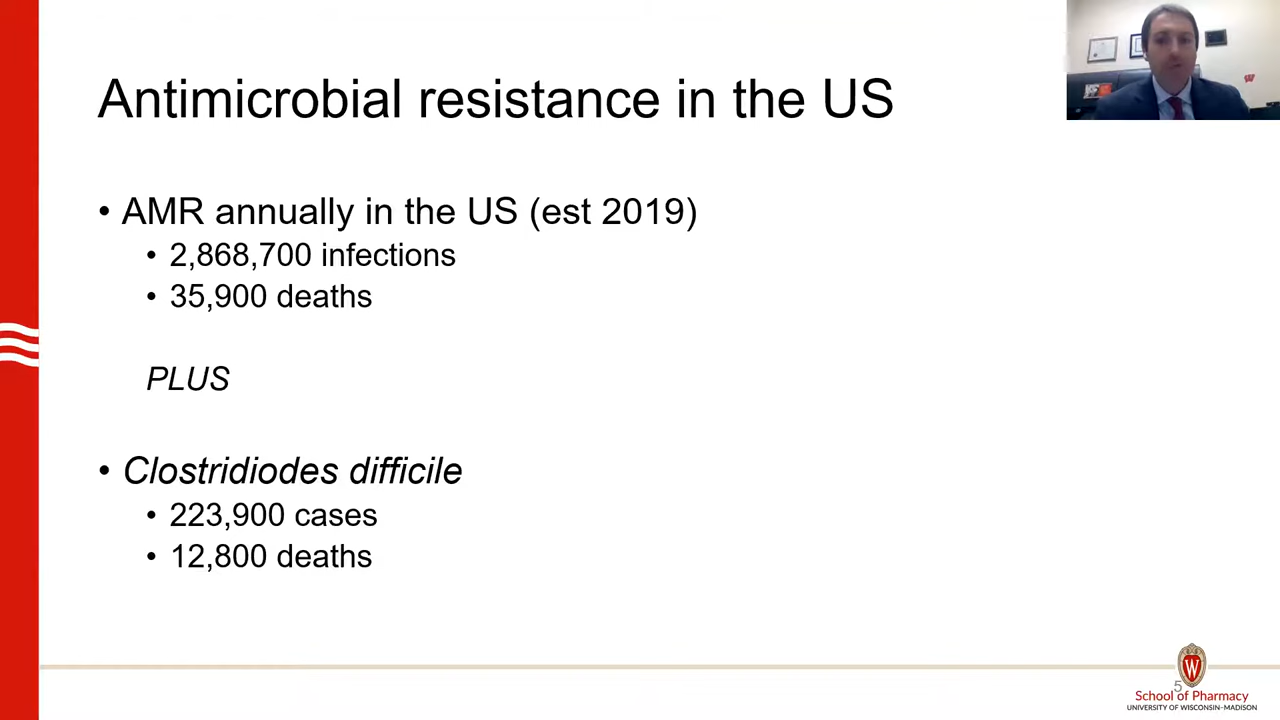 Antimicrobial resistance in the US
• AMR annually in the US (est 2019)
• 2,868,700 infections
• 35,900 deaths
PLUS
• Clostridiodes difficile
• 223,900 cases
• 12,800 deaths
W
5
School of Pharmacy
UNIVERSITY OF WISCONSIN-MADISON